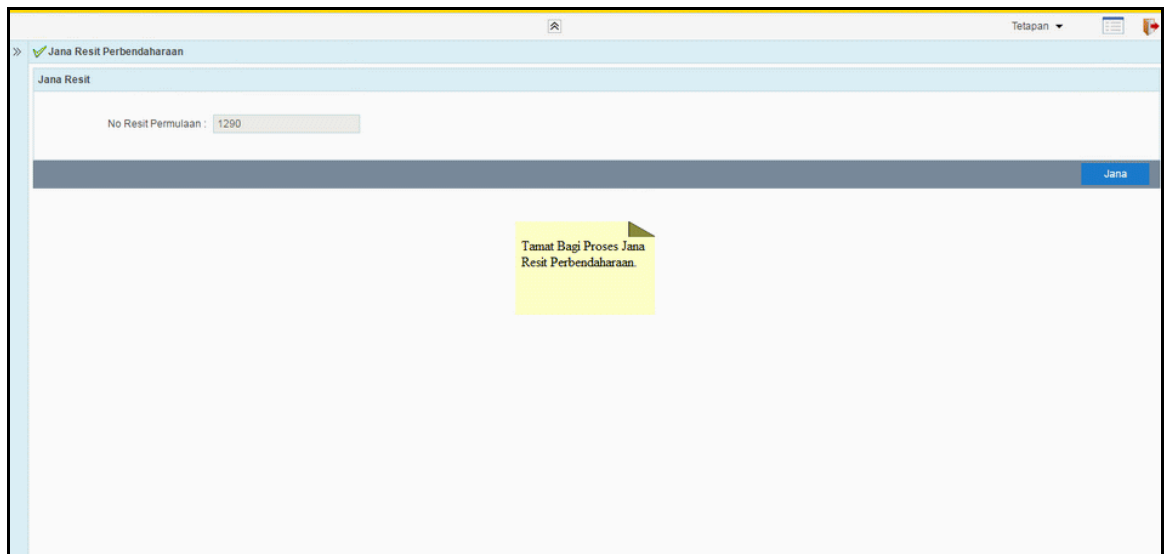 Tetapan
Jana Resit Perbendaharaan
Jana Resit
No Resit Permulaan : 1290
Jana
Tamat Bagi Proses Jana
Resit Perbendaharaan.